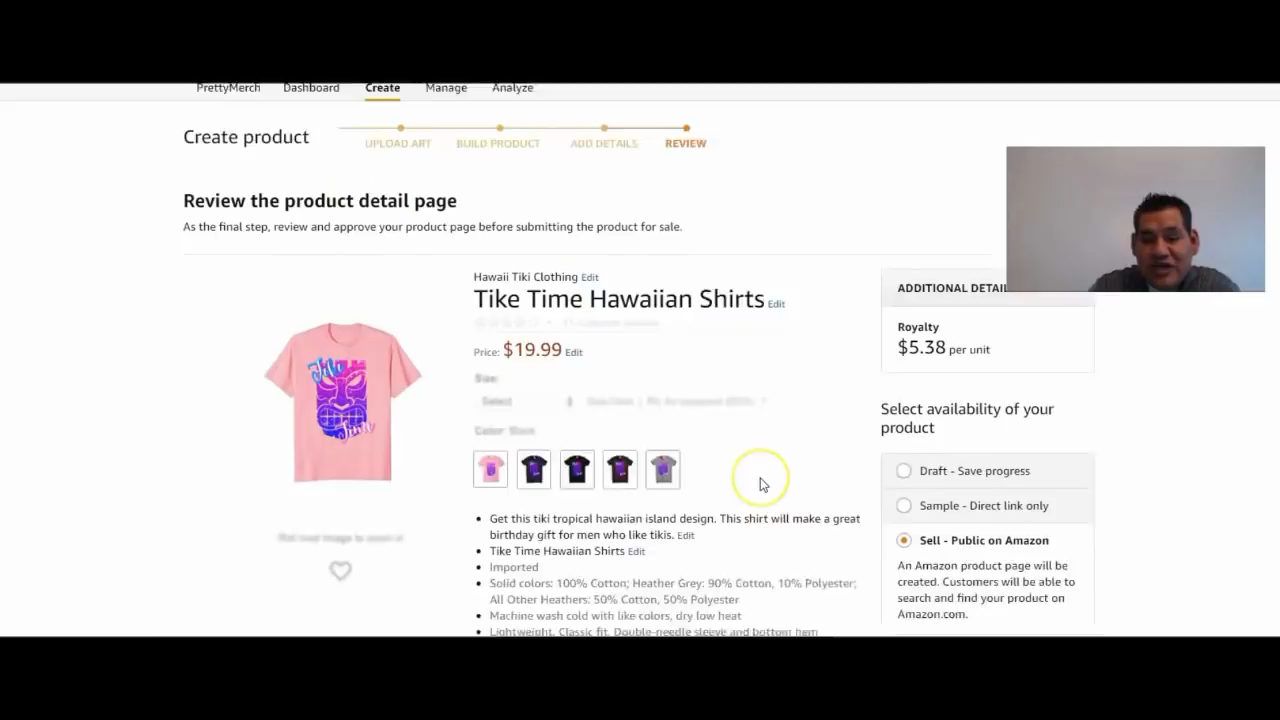 PrettyMerch Dashboard Create Manage Analyze
Create product
UPLOAD ART BUILD PRODUCT ADD DETAILS REVIEW
Review the product detail page
As the final step, review and approve your product page before submitting the product for sale.
Hawaii Tiki Clothing Edit
Tike Time Hawaiian Shirts Edit
Price: $19.99 Edit
Size:
Select
Color:
Get this tiki tropical hawaiian island design. This shirt will make a great
birthday gift for men who like tikis. Edit
Tike Time Hawaiian Shirts Edit
Imported
Solid colors: 100% Cotton; Heather Grey: 90% Cotton, 10% Polyester;
All Other Heathers: 50% Cotton, 50% Polyester
Machine wash cold with like colors, dry low heat
Lightweight, Classic fit, Double-needle sleeve and bottom hem
Time
ADDITIONAL
Royalty
$5.38 per unit
Select availability of your
product
Draft - Save progress
Sample - Direct link only
Sell - Public on Amazon
An Amazon product page will be
created. Customers will be able to
search and find your product on
Amazon.com.